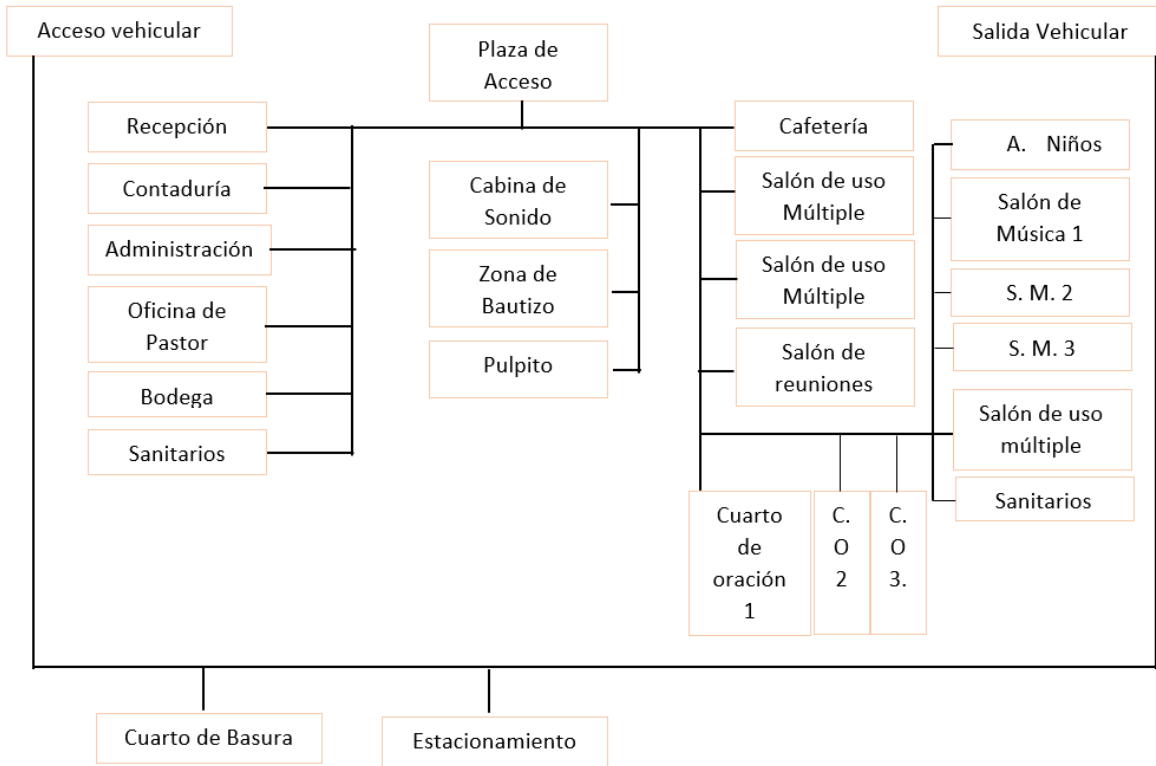 Acceso vehicular
Plaza de
Acceso
Salida Vehicular
Recepción
Contaduría
Administración
Oficina de
Pastor
Bodega
Sanitarios
Cabina de
Sonido
Zona de
Bautizo
Pulpito
Cafetería
Salón de uso
Múltiple
Salón de uso
Múltiple
Salón de
reuniones
A. Niños
Salón de
Música 1
S. M. 2
S. M. 3
Salón de uso
múltiple
Sanitarios
Cuarto
de
oración
1
C.
O
2
C.
O
3.
Cuarto de Basura
Estacionamiento